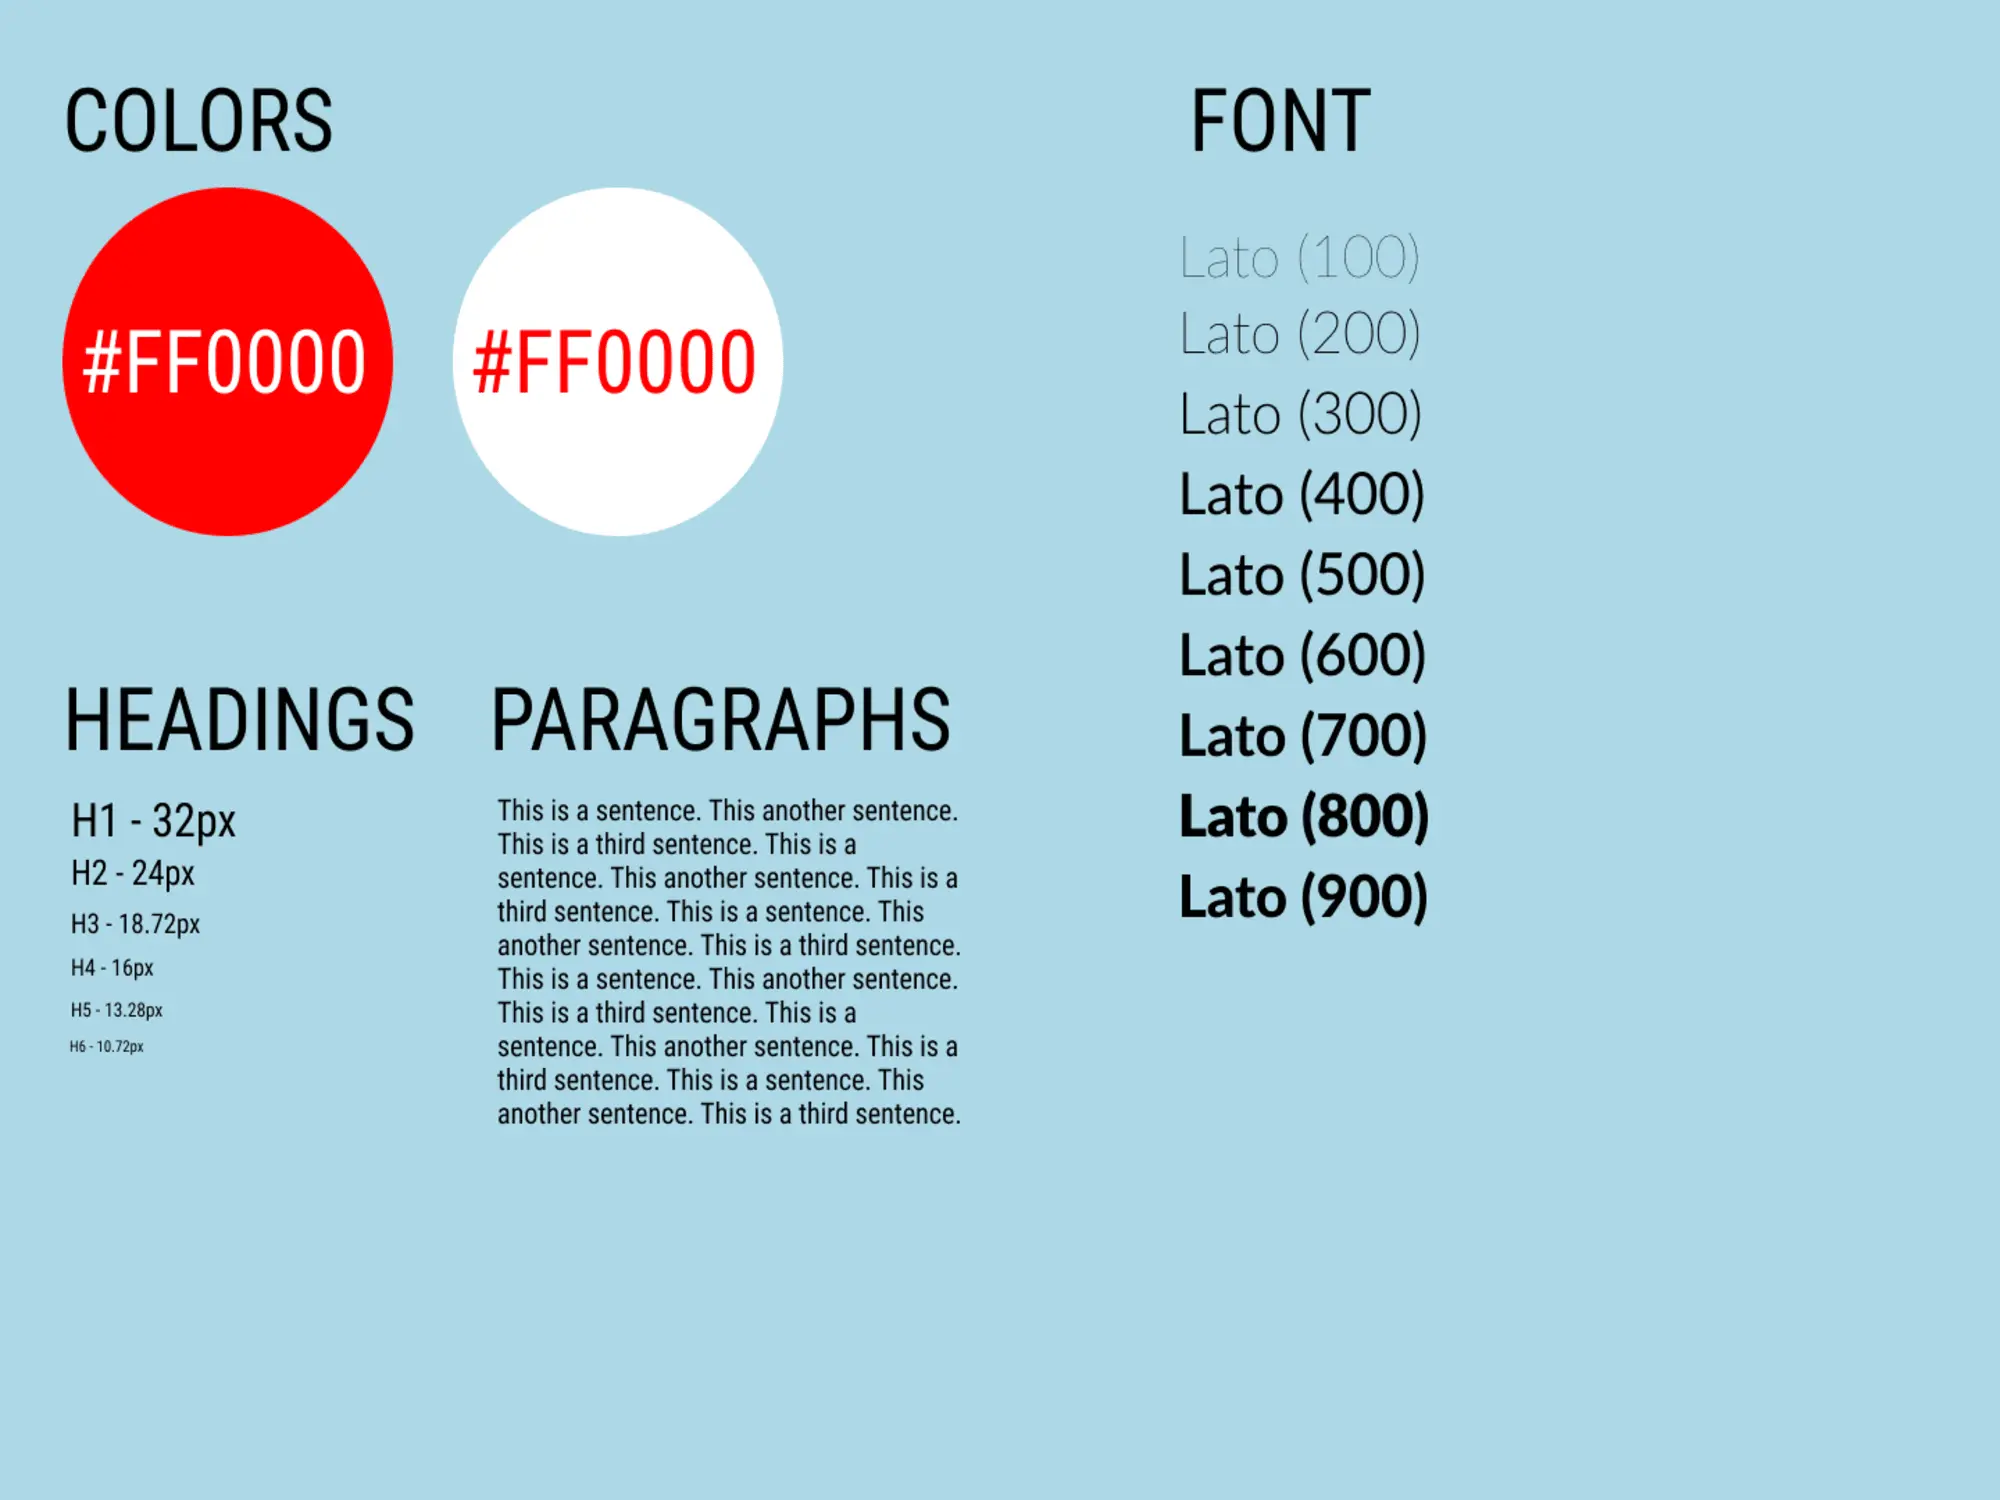 COLORS
#FF0000
#FF0000
HEADINGS
H1 - 32px
H2 - 24px
H3 - 18.72px
H4 - 16px
H5 - 13.28px
H6 - 10.72px
PARAGRAPHS
This is a sentence. This another sentence.
This is a third sentence. This is a
sentence. This another sentence. This is a
third sentence. This is a sentence. This
another sentence. This is a third sentence.
This is a sentence. This another sentence.
This is a third sentence. This is a
sentence. This another sentence. This is a
third sentence. This is a sentence. This
another sentence. This is a third sentence.
FONT
Lato (100)
Lato (200)
Lato (300)
Lato (400)
Lato (500)
Lato (600)
Lato (700)
Lato (800)
Lato (900)